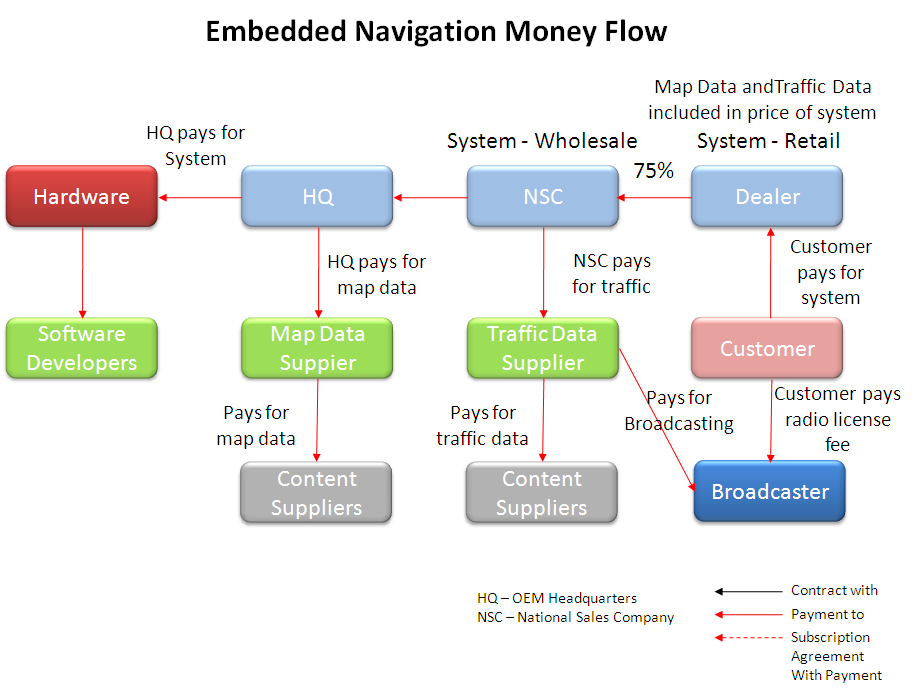 Embedded Navigation Money Flow
Map Data andTraffic Data
included in price of system
HQ pays for
System
System - Wholesale
System - Retail
75%
Hardware
HQ
NSC
Dealer
HQ pays for
map data
NSC pays
for traffic
Customer
pays for
system
Software
Developers
Map Data
Suppier
Traffic Data
Supplier
Customer
Pays for
map data
Pays for
traffic data
Pays for
Broadcasting
Customer pays
radio license
fee
Content
Suppliers
Content
Suppliers
Broadcaster
HQ – OEM Headquarters
NSC – National Sales Company
Contract with
Payment to
Subscription
Agreement
With Payment